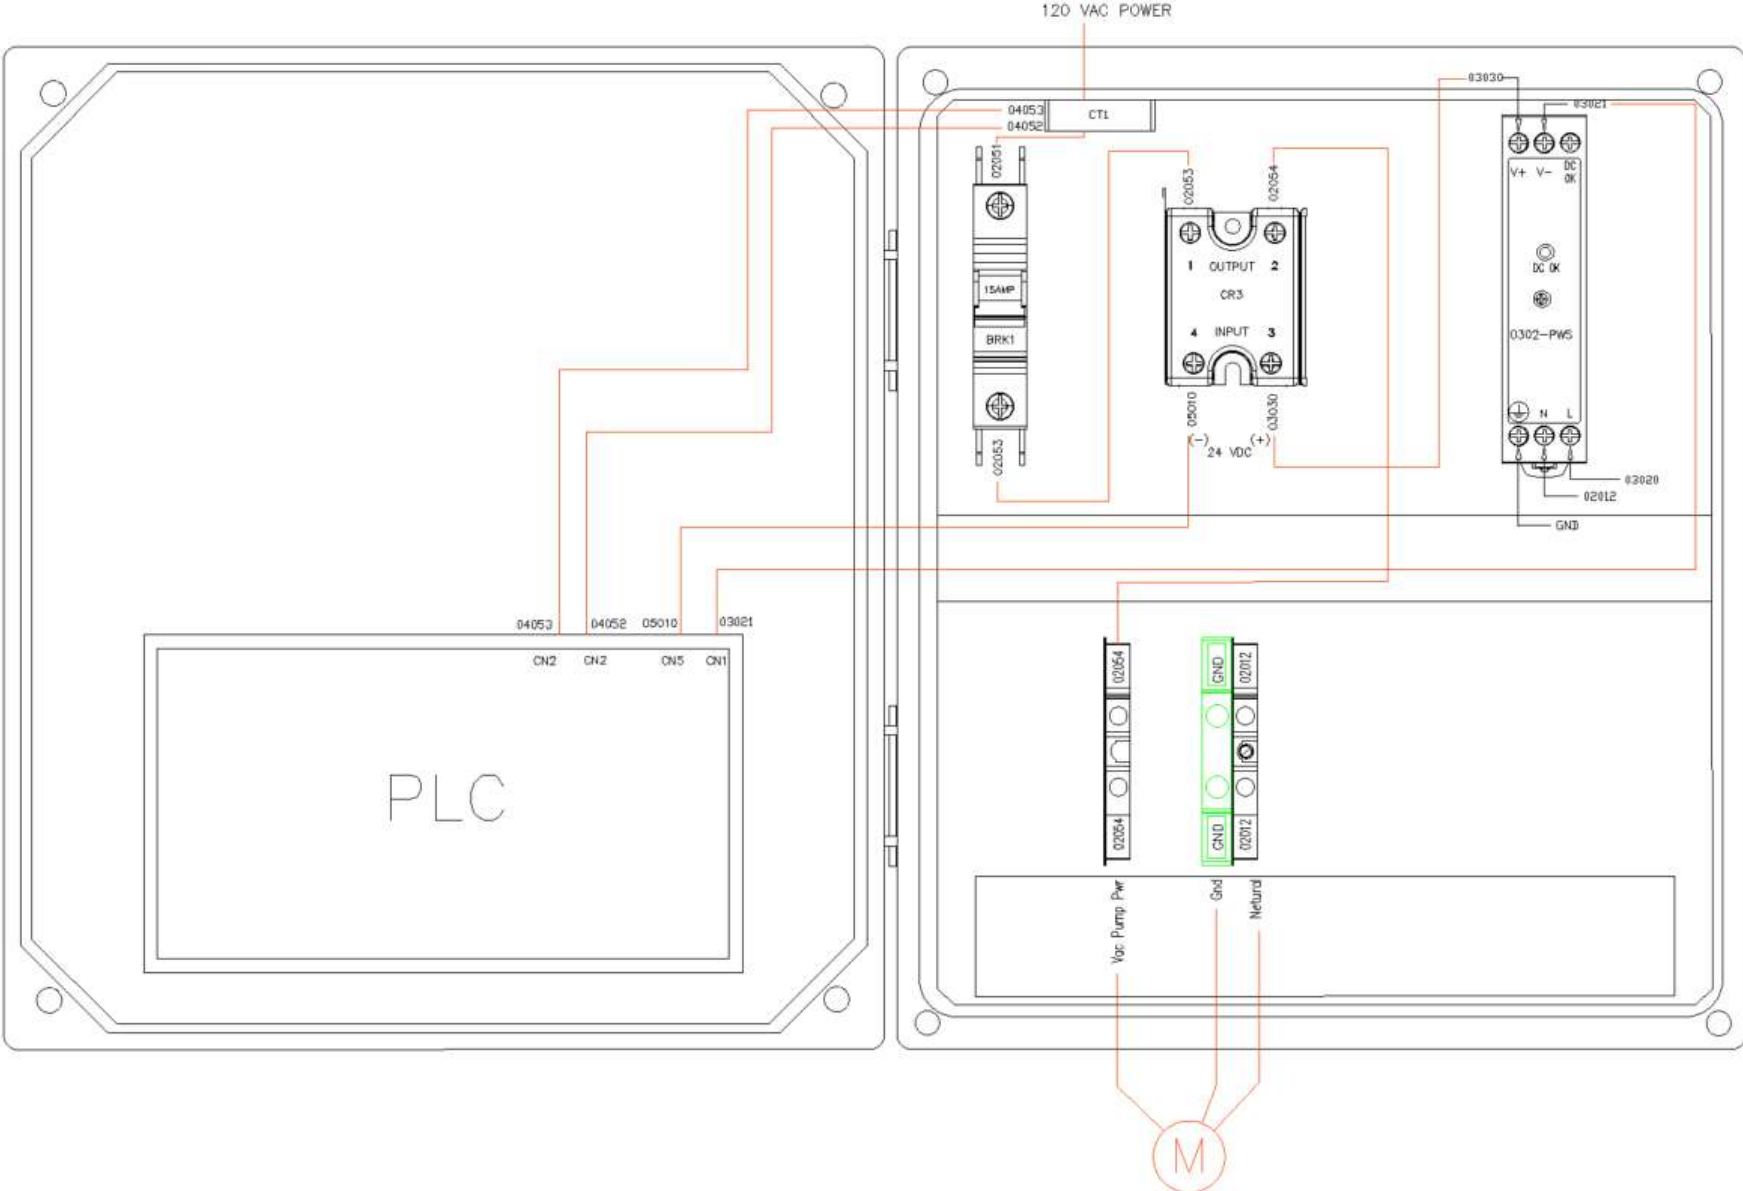 120 VAC POWER
03030
03021
04053
CT1
04052
02051
02053
02054
V+ V- DC OK
DC OK
1 OUTPUT 2
CR3
15AMP
4 INPUT 3
BRK1
0302-PWS
N L
05010
03030
(-) 24 VDC (+)
02053
03020
02012
GND
04053 04052 05010 03021
CN2 CN2 CN5 CN1
02054
GND
02012
PLC
02054
GND
02012
Vac Pump Pwr
Gnd
Netural
M